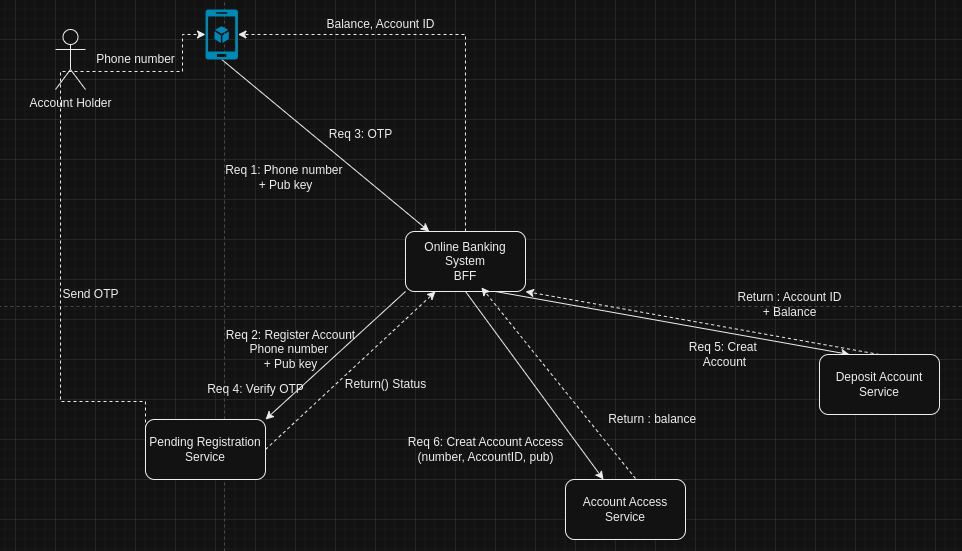 Balance, Account ID
Phone number
Account Holder
Req 3: OTP
Req 1: Phone number
+ Pub key
Online Banking
System
BFF
Send OTP
Return : Account ID
+ Balance
Req 2: Register Account
Phone number
+ Pub key
Req 5: Creat
Account
Req 4: Verify OTP
Return() Status
Deposit Account
Service
Return : balance
Pending Registration
Service
Req 6: Creat Account Access
(number, AccountID, pub)
Account Access
Service